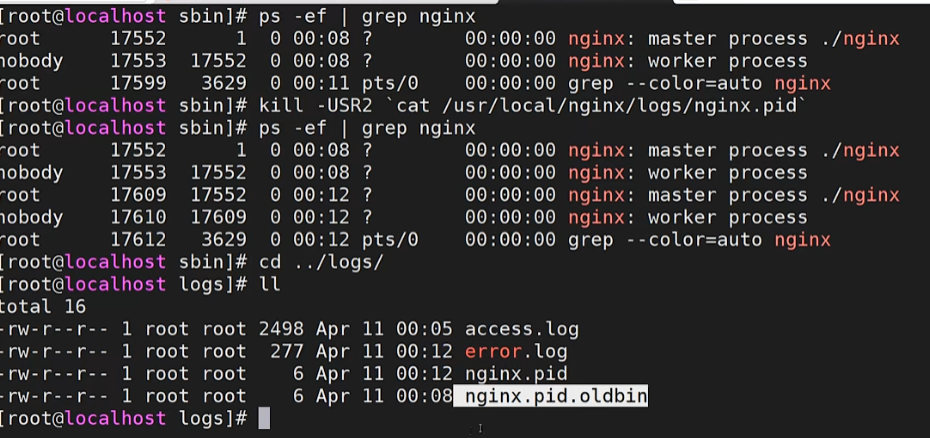 [root@localhost sbin]# ps -ef | grep nginx
root 17552 1 0 00:08 ? 00:00:00 nginx: master process ./nginx
nobody 17553 17552 0 00:08 ? 00:00:00 nginx: worker process
root 17599 3629 0 00:11 pts/0 00:00:00 grep --color=auto nginx
[root@localhost sbin]# kill -USR2 `cat /usr/local/nginx/logs/nginx.pid`
[root@localhost sbin]# ps -ef | grep nginx
root 17552 1 0 00:08 ? 00:00:00 nginx: master process ./nginx
nobody 17553 17552 0 00:08 ? 00:00:00 nginx: worker process
root 17609 17552 0 00:12 ? 00:00:00 nginx: master process ./nginx
nobody 17610 17609 0 00:12 ? 00:00:00 nginx: worker process
root 17612 3629 0 00:12 pts/0 00:00:00 grep --color=auto nginx
[root@localhost sbin]# cd ../logs/
[root@localhost logs]# ll
total 16
-rw-r--r-- 1 root root 2498 Apr 11 00:05 access.log
-rw-r--r-- 1 root root 277 Apr 11 00:12 error.log
-rw-r--r-- 1 root root 6 Apr 11 00:12 nginx.pid
-rw-r--r-- 1 root root 6 Apr 11 00:08 nginx.pid.oldbin
[root@localhost logs]#